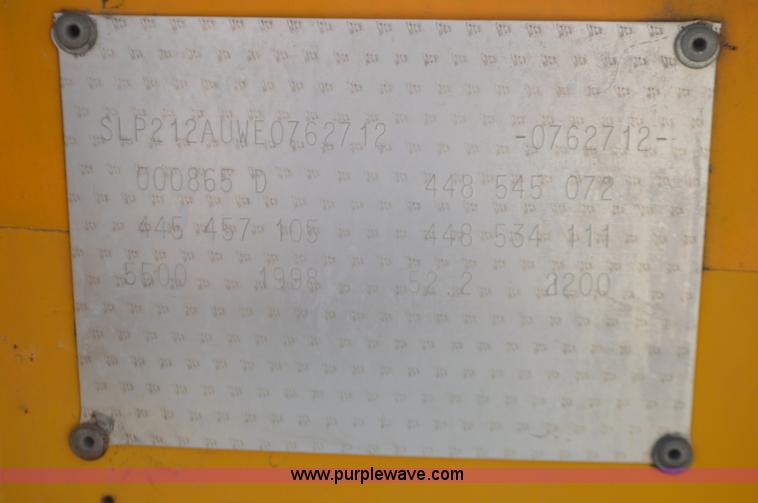 SLP212AUWE0762712 -0762712-
000865 D 448 545 072
445 457 105 448 534 111
5500 1998 52.2 2200
www.purplewave.com